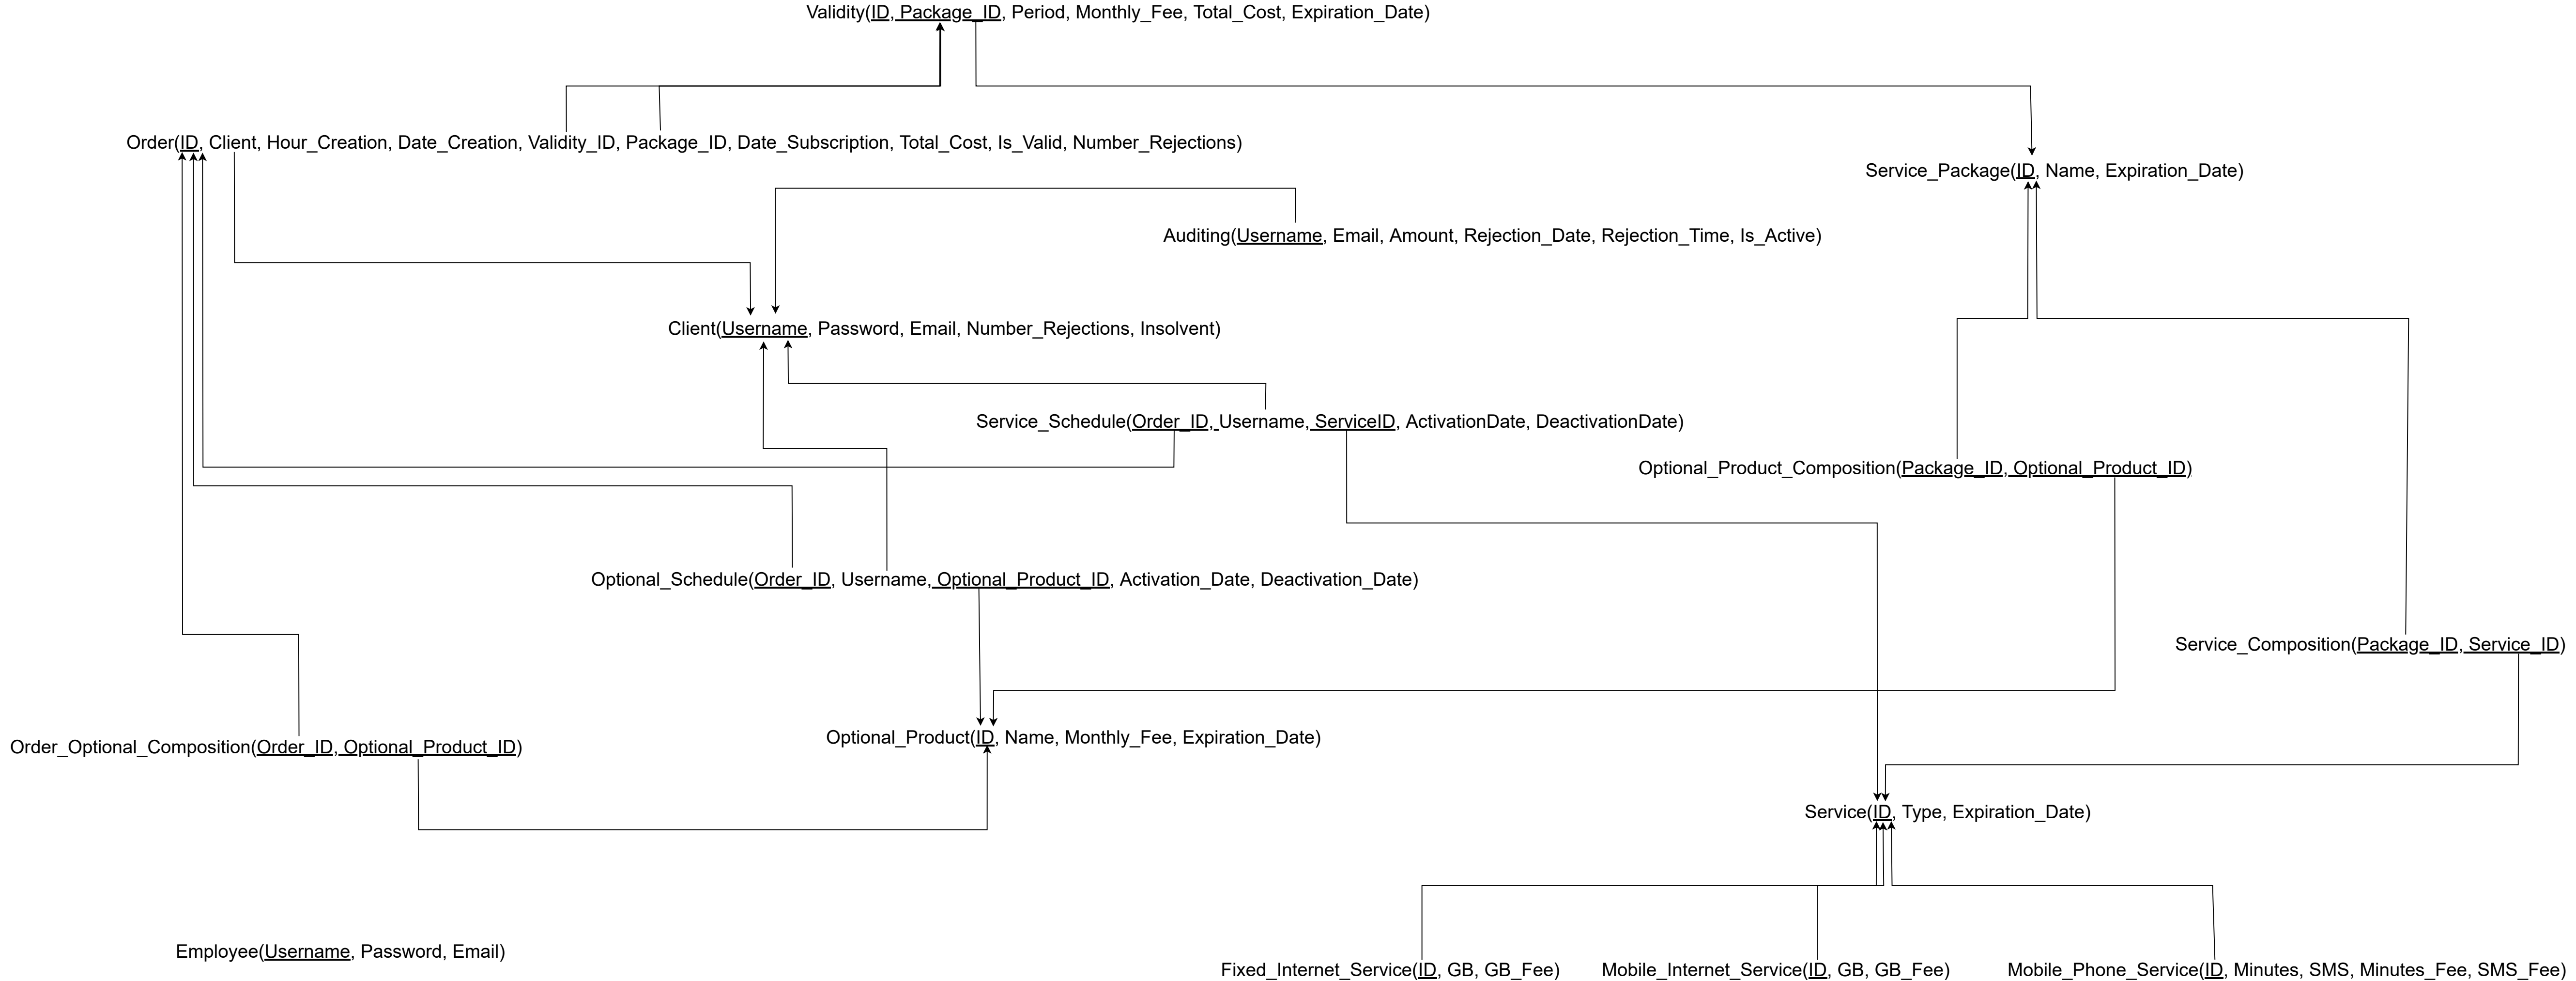 Validity(ID, Package_ID, Period, Monthly_Fee, Total_Cost, Expiration_Date)
Order(ID, Client, Hour_Creation, Date_Creation, Validity_ID, Package_ID, Date_Subscription, Total_Cost, Is_Valid, Number_Rejections)
Service_Package(ID, Name, Expiration_Date)
Auditing(Username, Email, Amount, Rejection_Date, Rejection_Time, Is_Active)
Client(Username, Password, Email, Number_Rejections, Insolvent)
Service_Schedule(Order_ID, Username, ServiceID, ActivationDate, DeactivationDate)
Optional_Product_Composition(Package_ID, Optional_Product_ID)
Optional_Schedule(Order_ID, Username, Optional_Product_ID, Activation_Date, Deactivation_Date)
Service_Composition(Package_ID, Service_ID)
Order_Optional_Composition(Order_ID, Optional_Product_ID)
Optional_Product(ID, Name, Monthly_Fee, Expiration_Date)
Service(ID, Type, Expiration_Date)
Employee(Username, Password, Email)
Fixed_Internet_Service(ID, GB, GB_Fee)
Mobile_Internet_Service(ID, GB, GB_Fee)
Mobile_Phone_Service(ID, Minutes, SMS, Minutes_Fee, SMS_Fee)